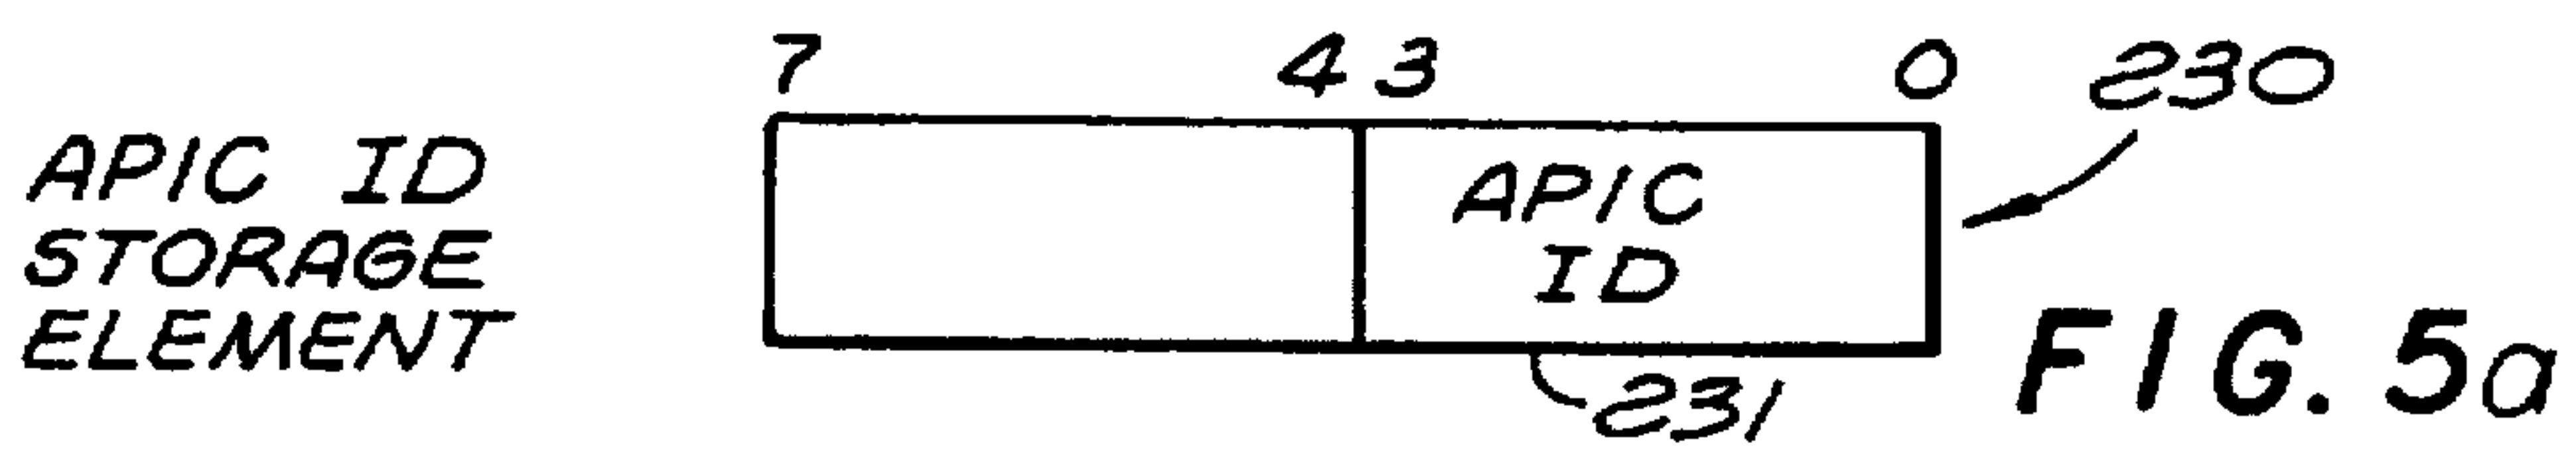 7 4 3 0 230
APIC ID
STORAGE
ELEMENT
APIC
ID
231
FIG. 5a